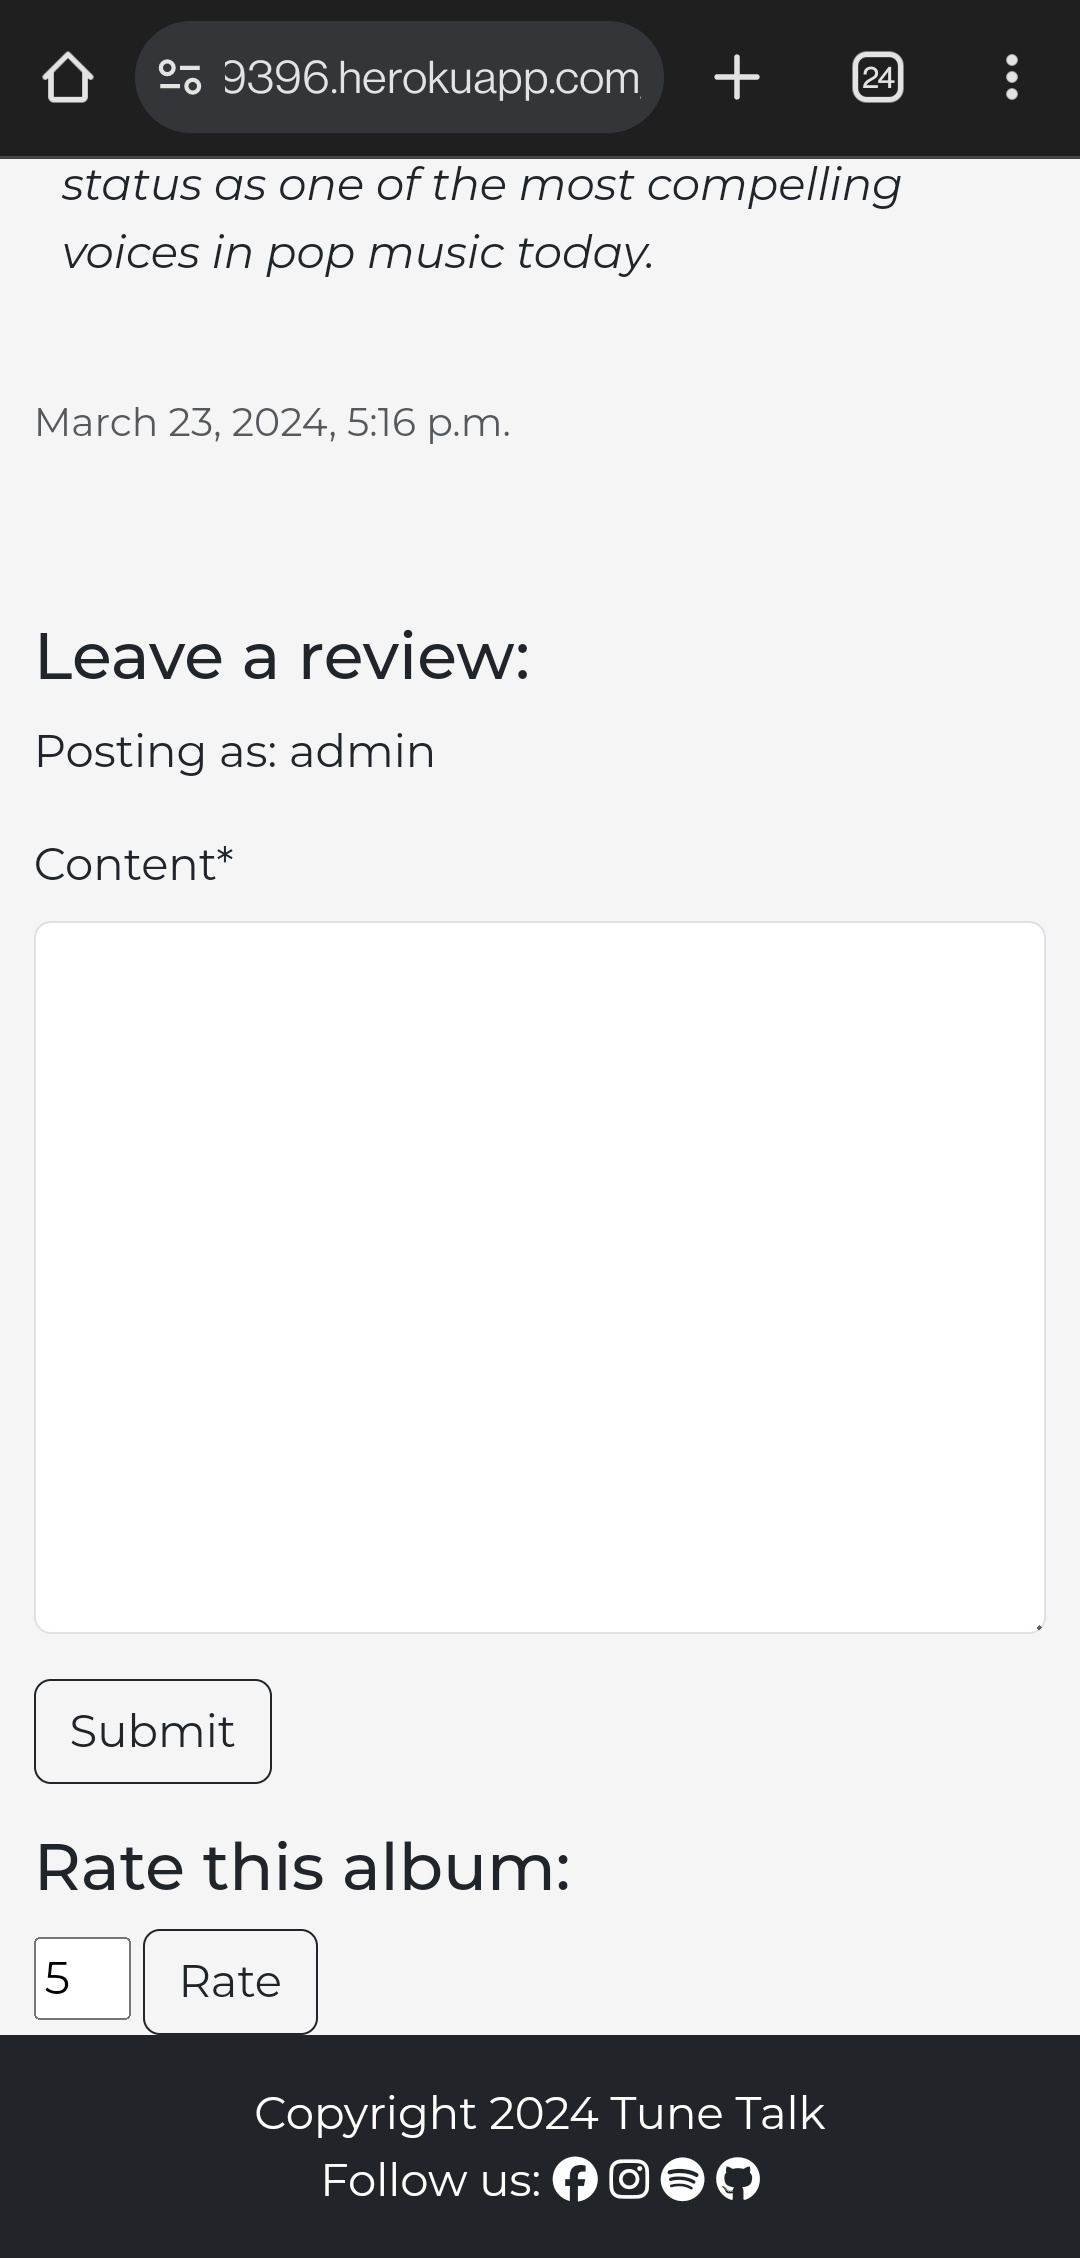 9396.herokuapp.com
24
status as one of the most compelling
voices in pop music today.
March 23, 2024, 5:16 p.m.
Leave a review:
Posting as: admin
Content*
Submit
Rate this album:
5 Rate
Copyright 2024 Tune Talk
Follow us: